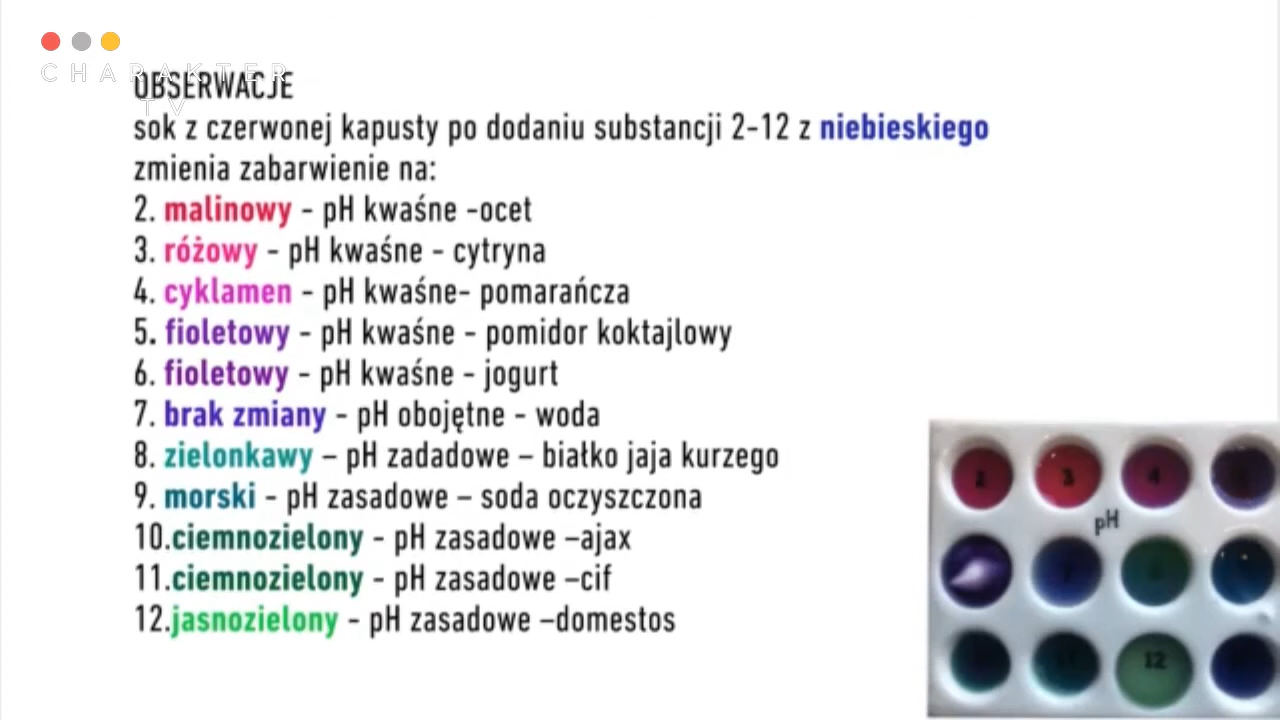 CHARAKTER
TV
OBSERWACJE
sok z czerwonej kapusty po dodaniu substancji 2-12 z niebieskiego
zmienia zabarwienie na:
2. malinowy - pH kwaśne -ocet
3. różowy - pH kwaśne - cytryna
4. cyklamen - pH kwaśne- pomarańcza
5. fioletowy - pH kwaśne - pomidor koktajlowy
6. fioletowy - pH kwaśne - jogurt
7. brak zmiany - pH obojętne - woda
8. zielonkawy – pH zadadowe – białko jaja kurzego
9. morski - pH zasadowe – soda oczyszczona
10.ciemnozielony - pH zasadowe –ajax
11.ciemnozielony - pH zasadowe –cif
12.jasnozielony - pH zasadowe –domestos
2 3 4
pH
7
12